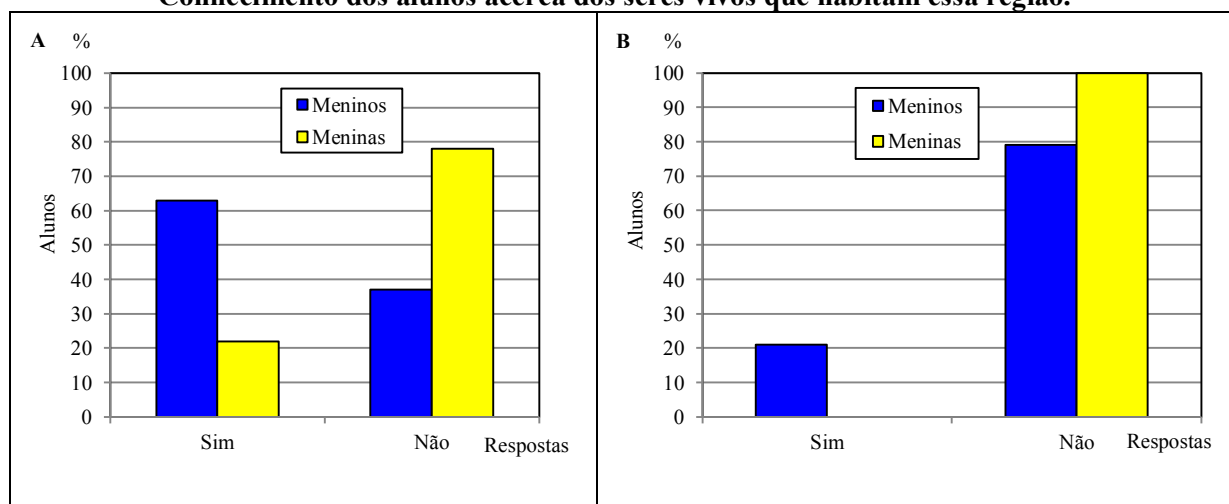 Conhecimento dos alunos acerca dos seres vivos que habitam essa região.
A %
100
90
80
70
60
50
40
30
20
10
0
Alunos
Meninos
Meninas
Sim
Não
Respostas
B %
100
90
80
70
60
50
40
30
20
10
0
Alunos
Meninos
Meninas
Sim
Não
Respostas